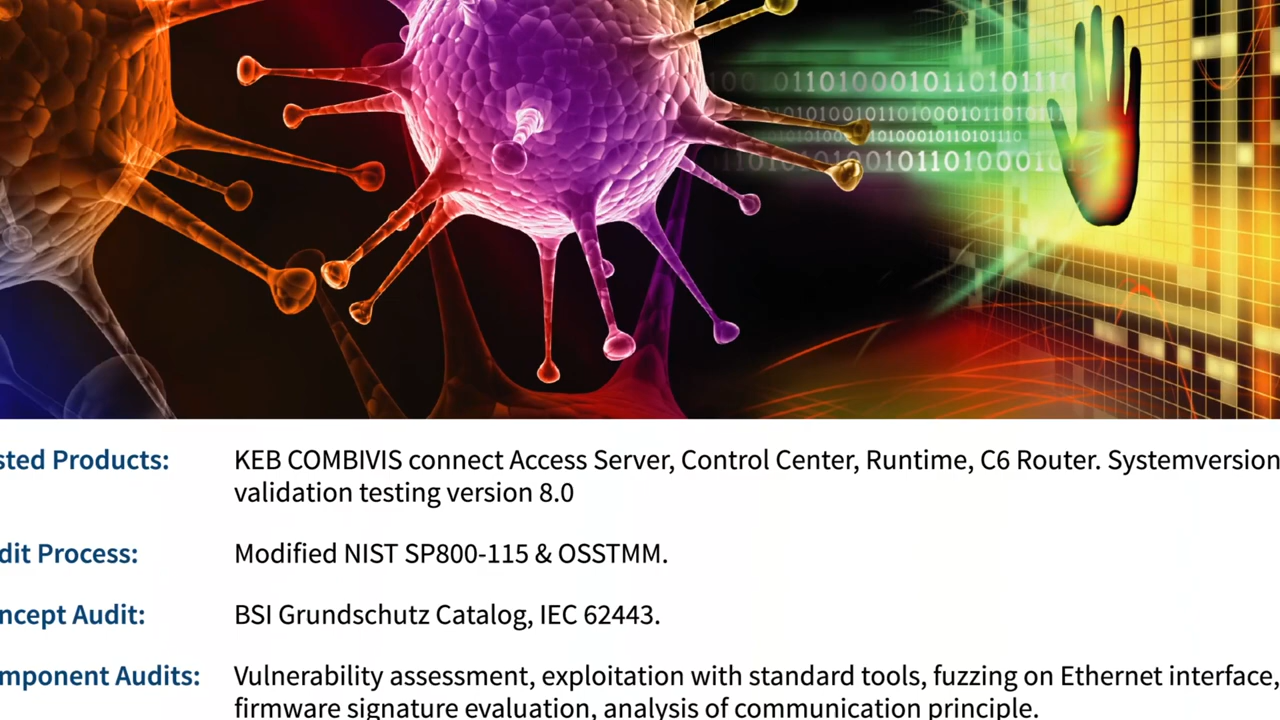 0110100010110101110
sted Products: KEB COMBIVIS connect Access Server, Control Center, Runtime, C6 Router. Systemversion
validation testing version 8.0
dit Process: Modified NIST SP800-115 & OSSTMM.
ncept Audit: BSI Grundschutz Catalog, IEC 62443.
mponent Audits: Vulnerability assessment, exploitation with standard tools, fuzzing on Ethernet interface,
firmware signature evaluation, analysis of communication principle.